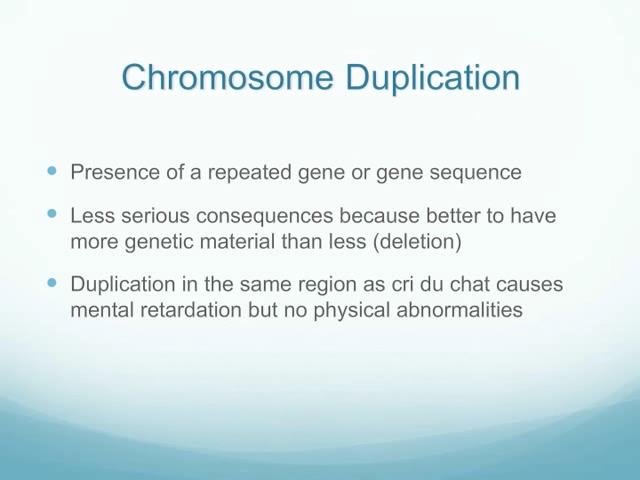 Chromosome Duplication
Presence of a repeated gene or gene sequence
Less serious consequences because better to have
more genetic material than less (deletion)
Duplication in the same region as cri du chat causes
mental retardation but no physical abnormalities